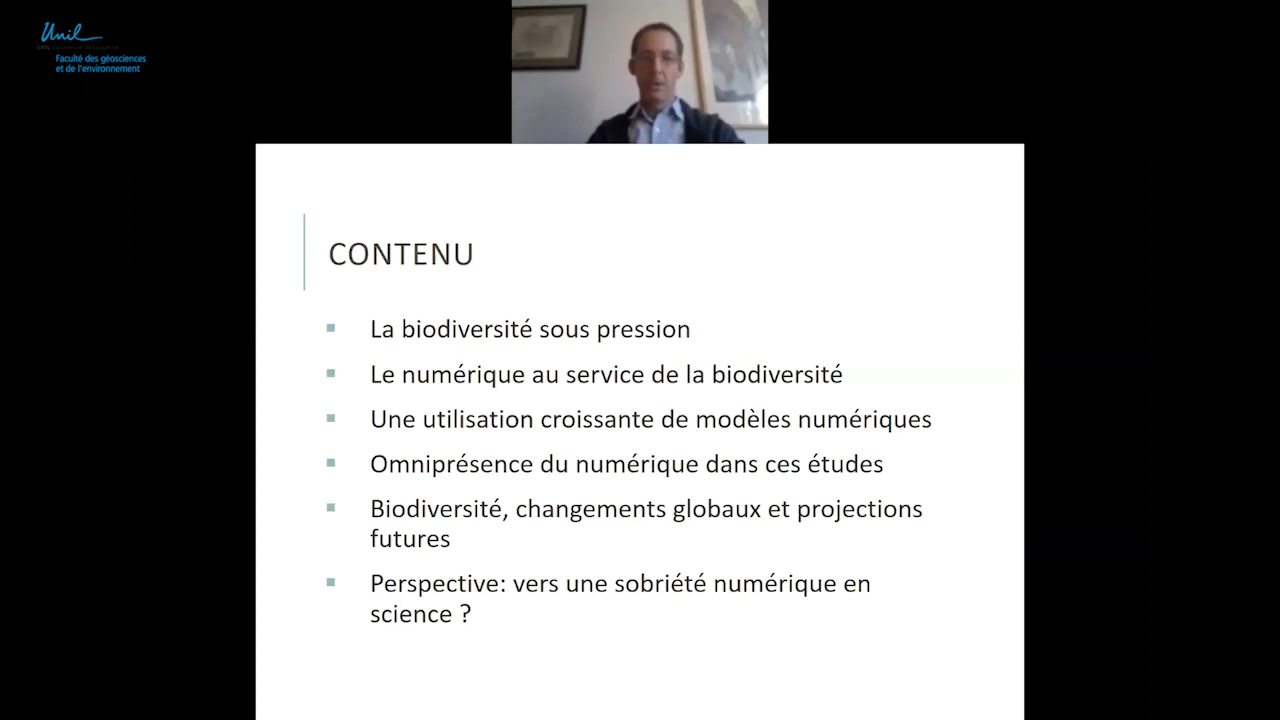 Unil
UNIL | Université de Lausanne
Faculté des géosciences
et de l'environnement
CONTENU
La biodiversité sous pression
Le numérique au service de la biodiversité
Une utilisation croissante de modèles numériques
Omniprésence du numérique dans ces études
Biodiversité, changements globaux et projections
futures
Perspective: vers une sobriété numérique en
science ?